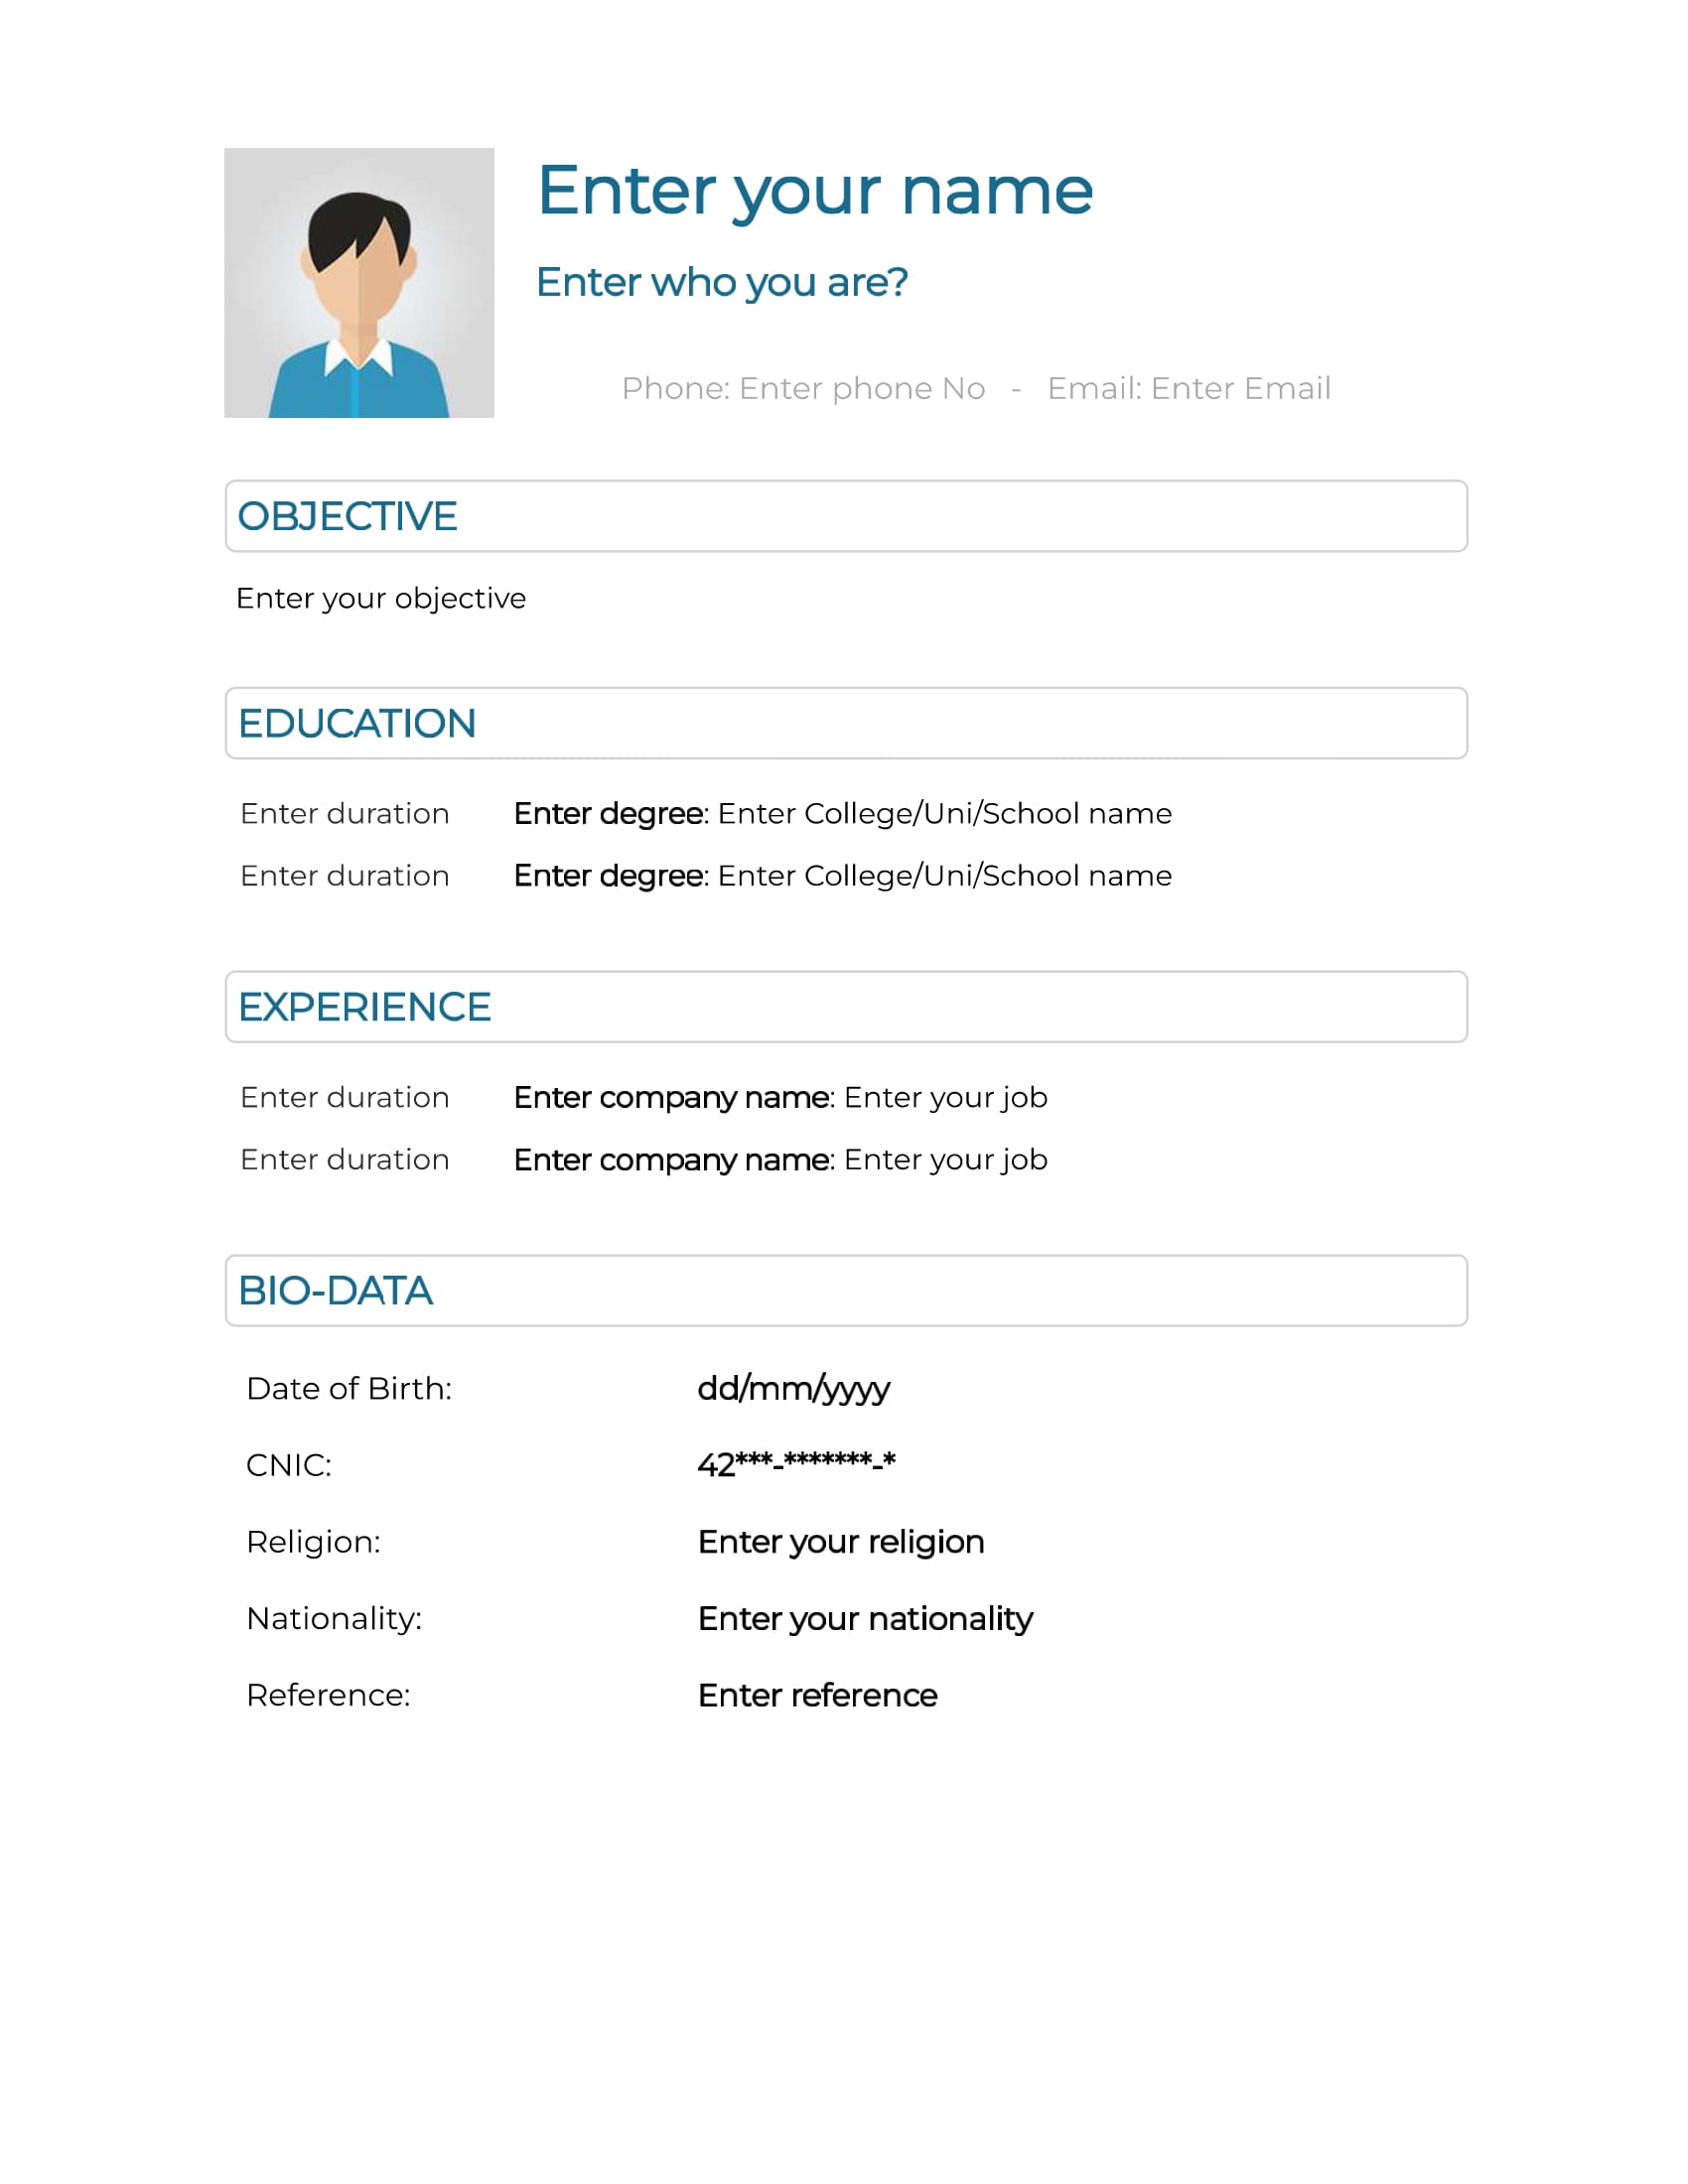 Enter your name
Enter who you are?
Phone: Enter phone No - Email: Enter Email
OBJECTIVE
Enter your objective
EDUCATION
Enter duration Enter degree: Enter College/Uni/School name
Enter duration Enter degree: Enter College/Uni/School name
EXPERIENCE
Enter duration Enter company name: Enter your job
Enter duration Enter company name: Enter your job
BIO-DATA
Date of Birth: dd/mm/yyyy
CNIC: 42***-*******-*
Religion: Enter your religion
Nationality: Enter your nationality
Reference: Enter reference